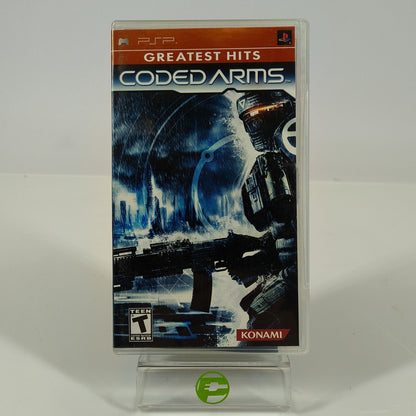 PSP
GREATEST HITS
CODED ARMS
TEEN
T
ESRB
KONAMI